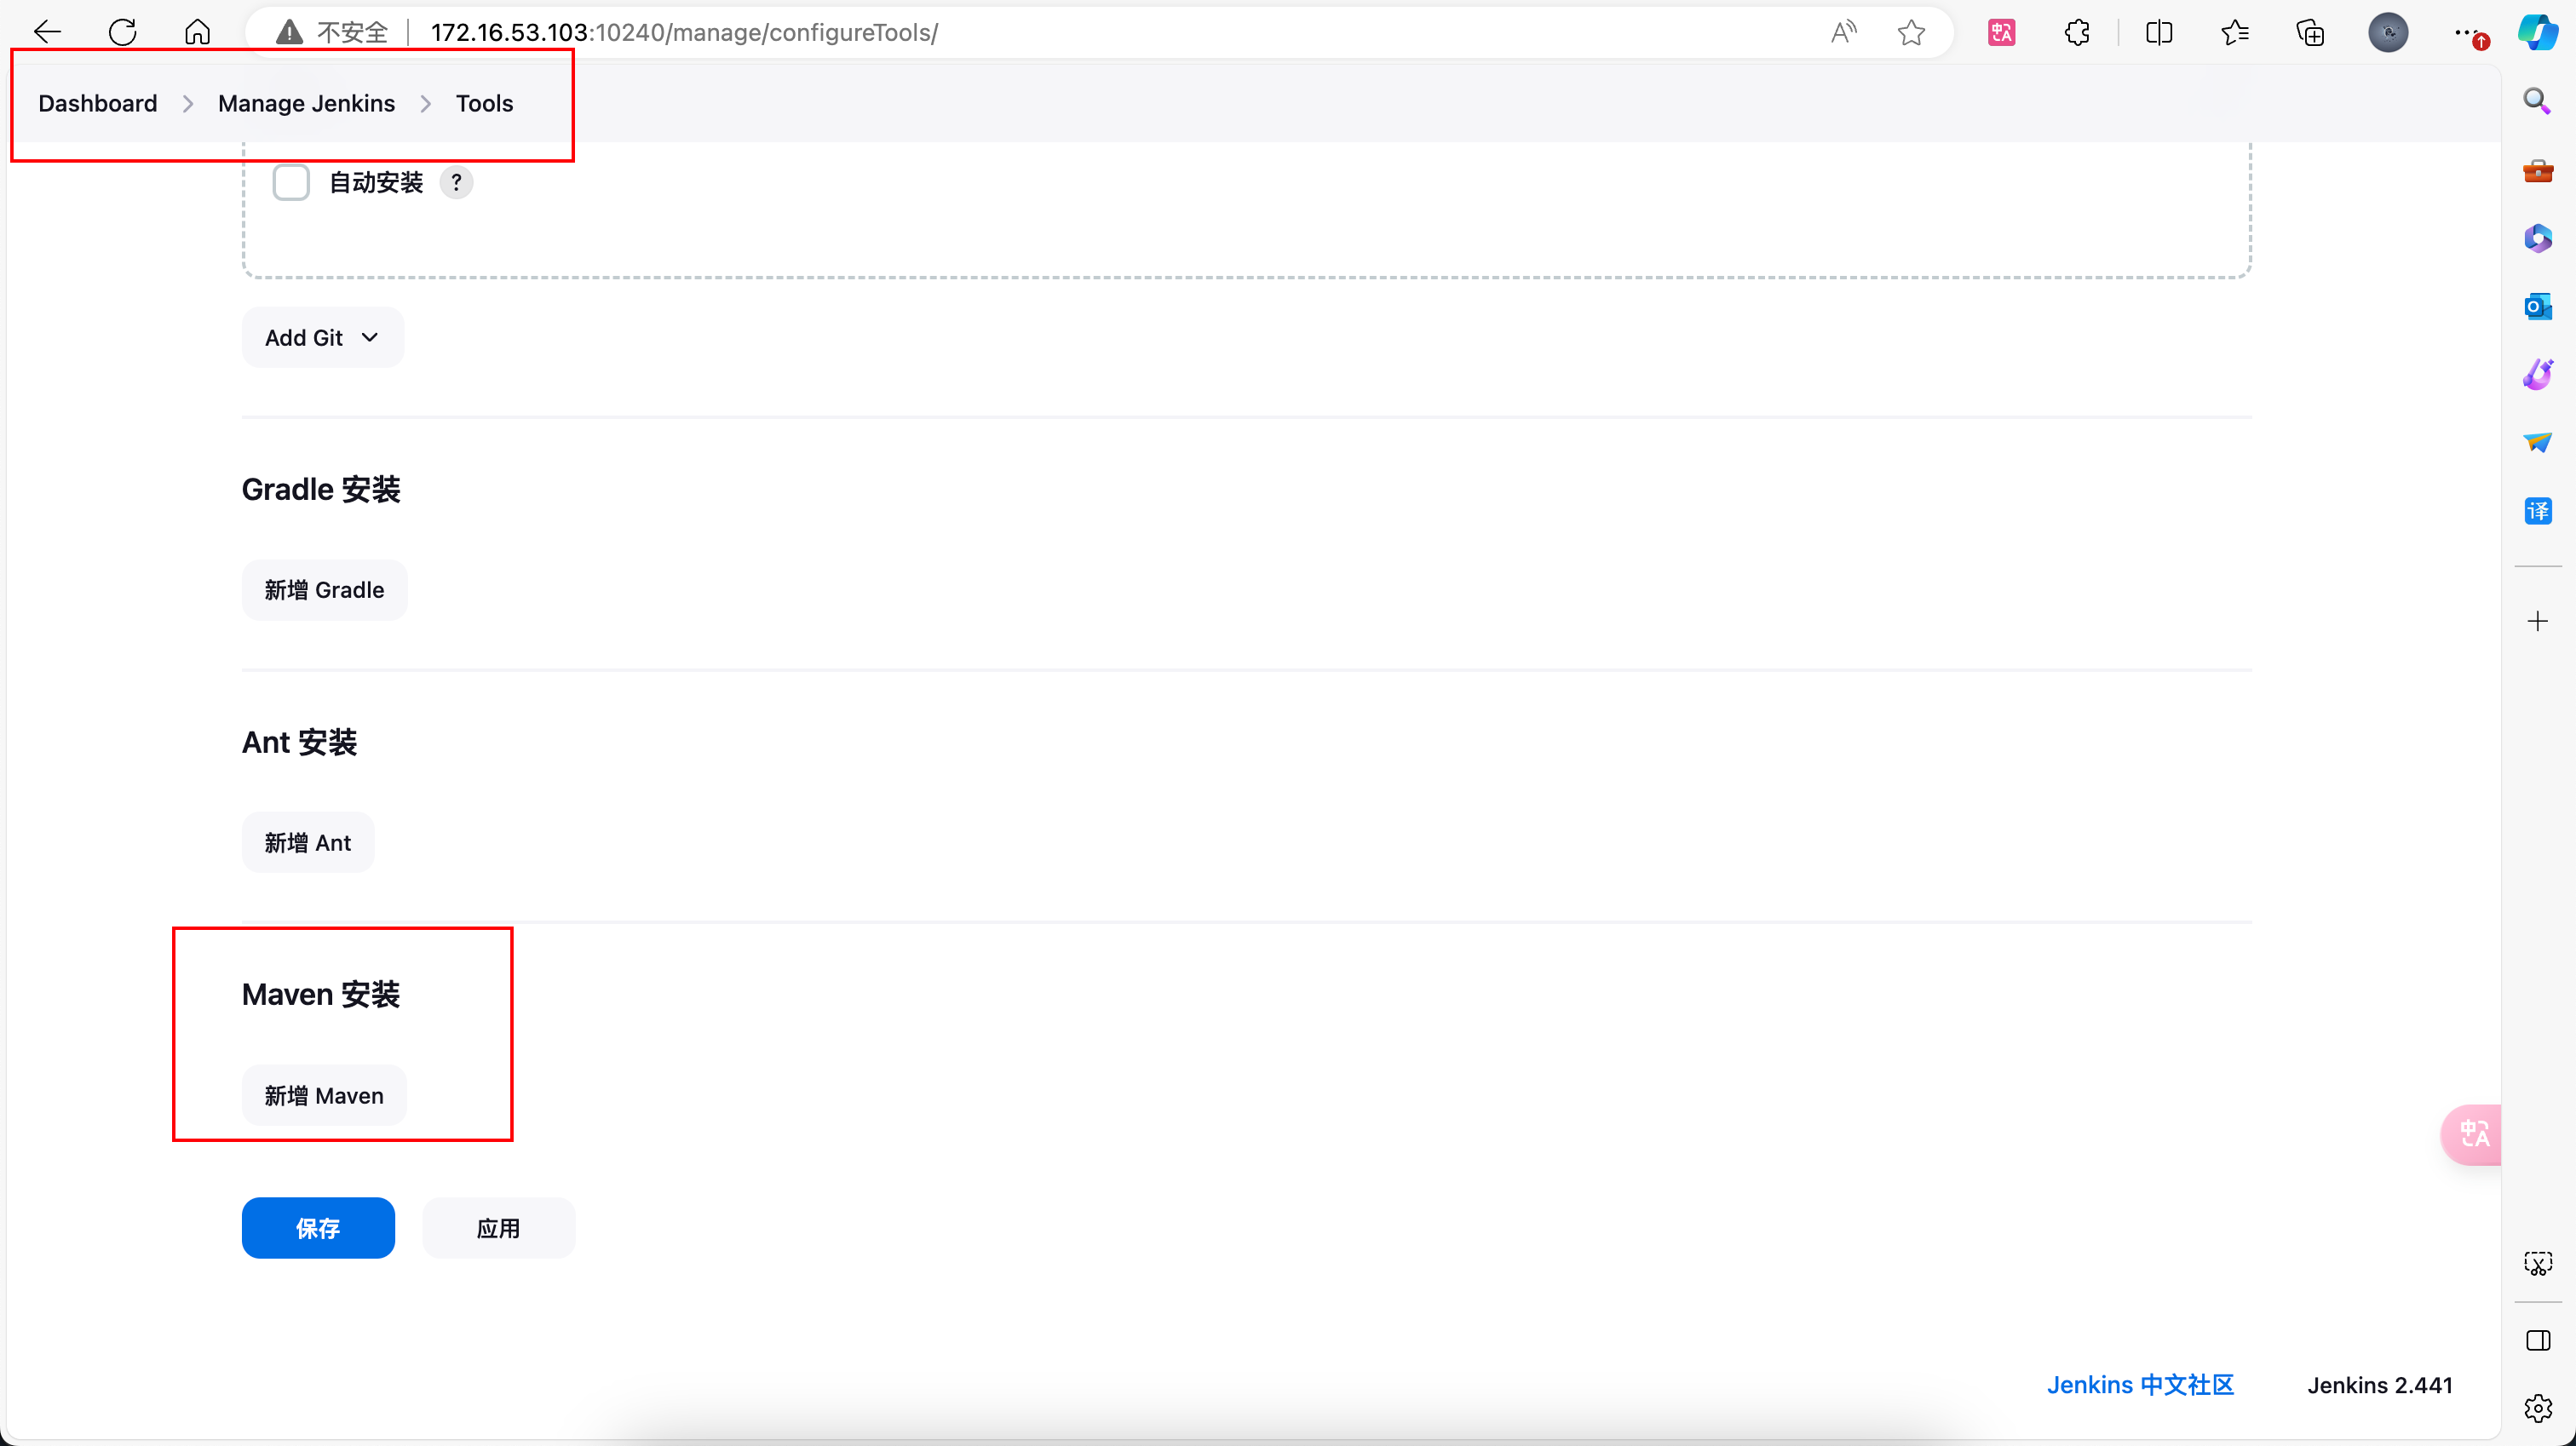 不安全 172.16.53.103:10240/manage/configureTools/
Dashboard > Manage Jenkins > Tools
自动安装 ?
Add Git
Gradle 安装
新增 Gradle
Ant 安装
新增 Ant
Maven 安装
新增 Maven
保存 应用
Jenkins 中文社区 Jenkins 2.441
译